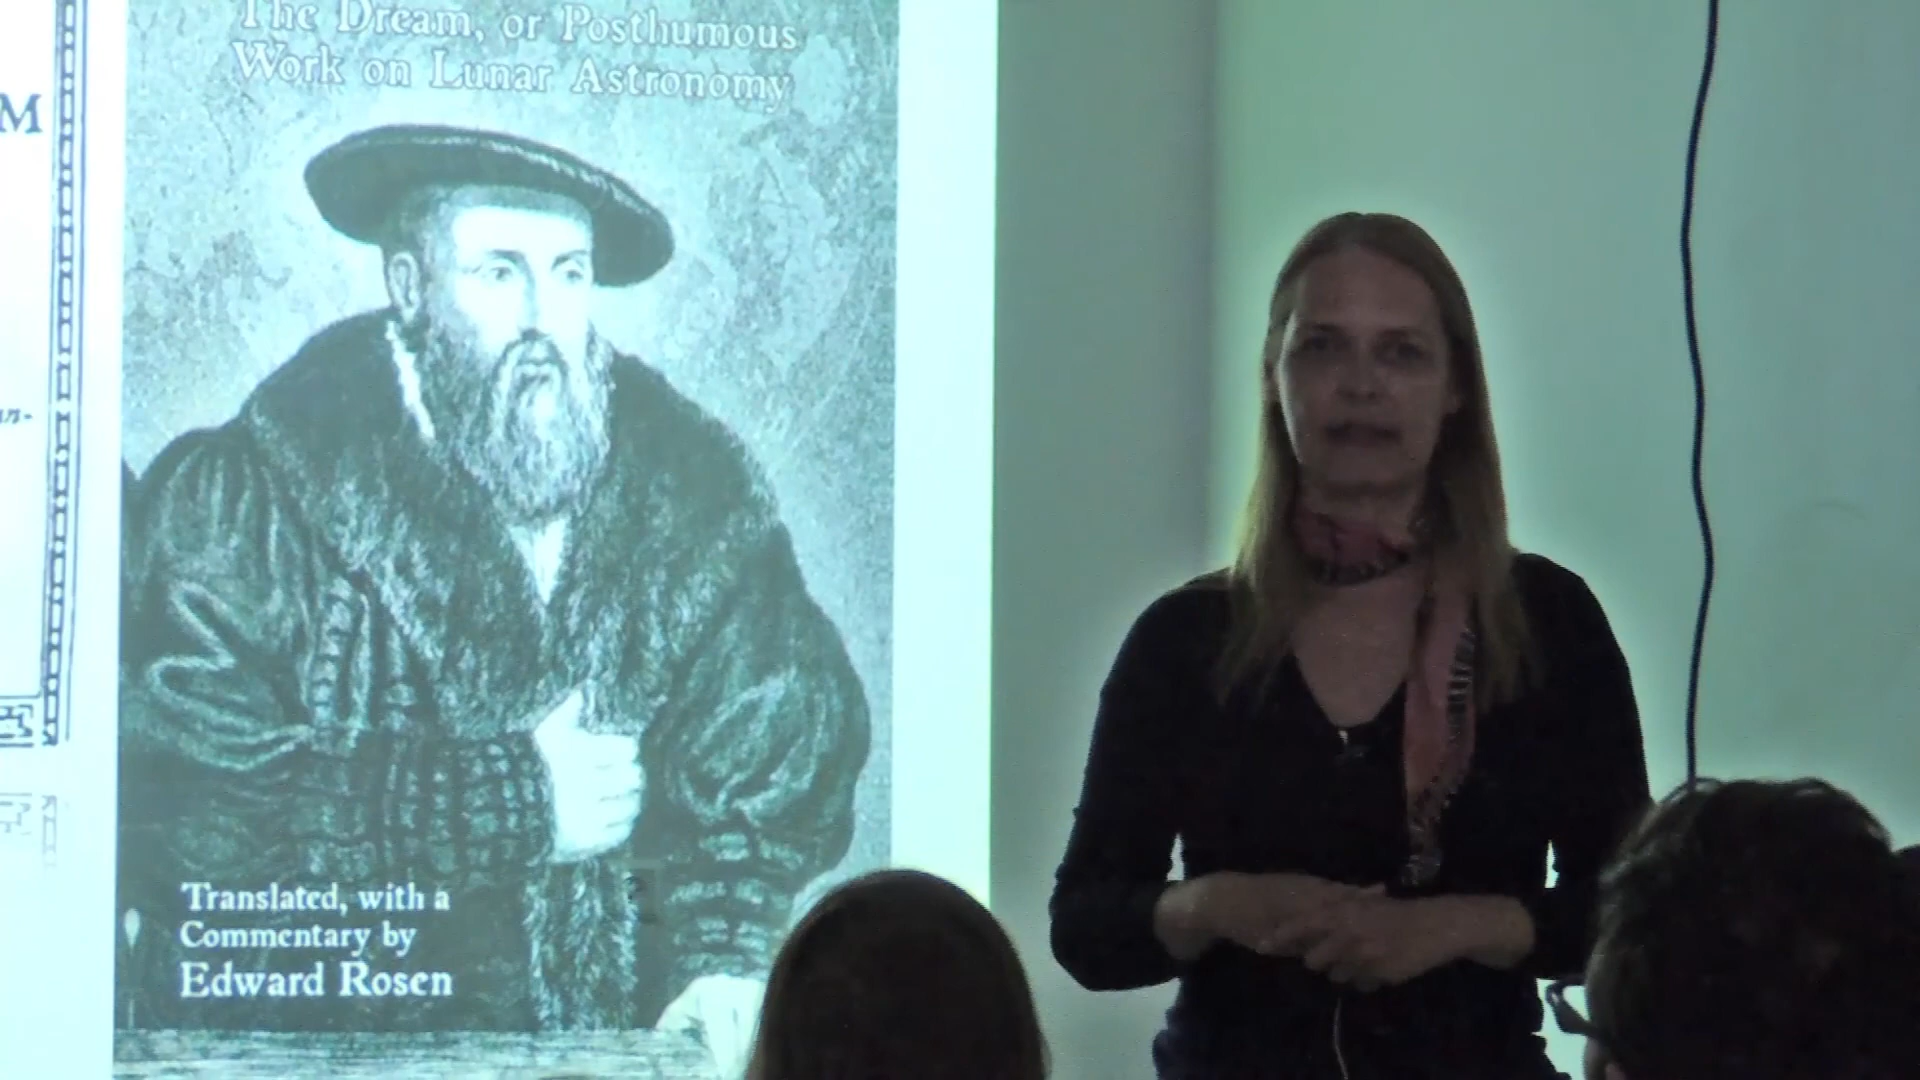 M
The Dream, or Posthumous
Work on Lunar Astronomy
Translated, with a
Commentary by
Edward Rosen